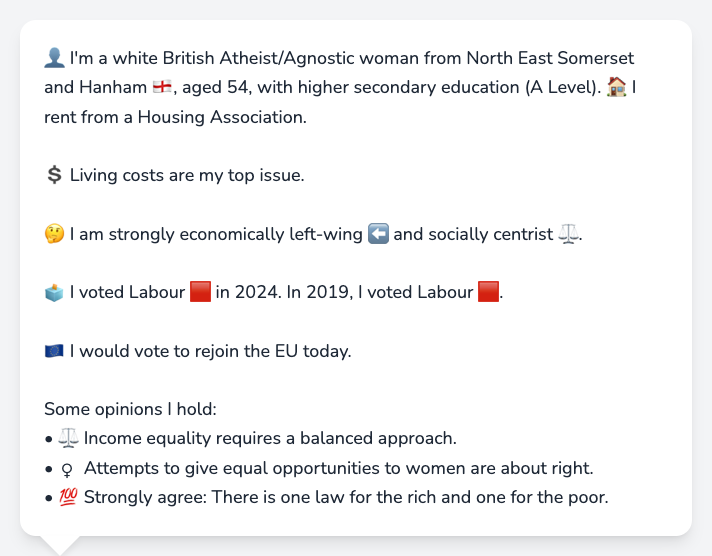 👤 I'm a white British Atheist/Agnostic woman from North East Somerset
and Hanham 🏴󠁧󠁢󠁥󠁮󠁧󠁿, aged 54, with higher secondary education (A Level). 🏠 I
rent from a Housing Association.
💲 Living costs are my top issue.
🤔 I am strongly economically left-wing ⬅️ and socially centrist ⚖️.
🗳️ I voted Labour 🟥 in 2024. In 2019, I voted Labour 🟥.
🇪🇺 I would vote to rejoin the EU today.
Some opinions I hold:
• ⚖️ Income equality requires a balanced approach.
• ♀ Attempts to give equal opportunities to women are about right.
• 💯 Strongly agree: There is one law for the rich and one for the poor.